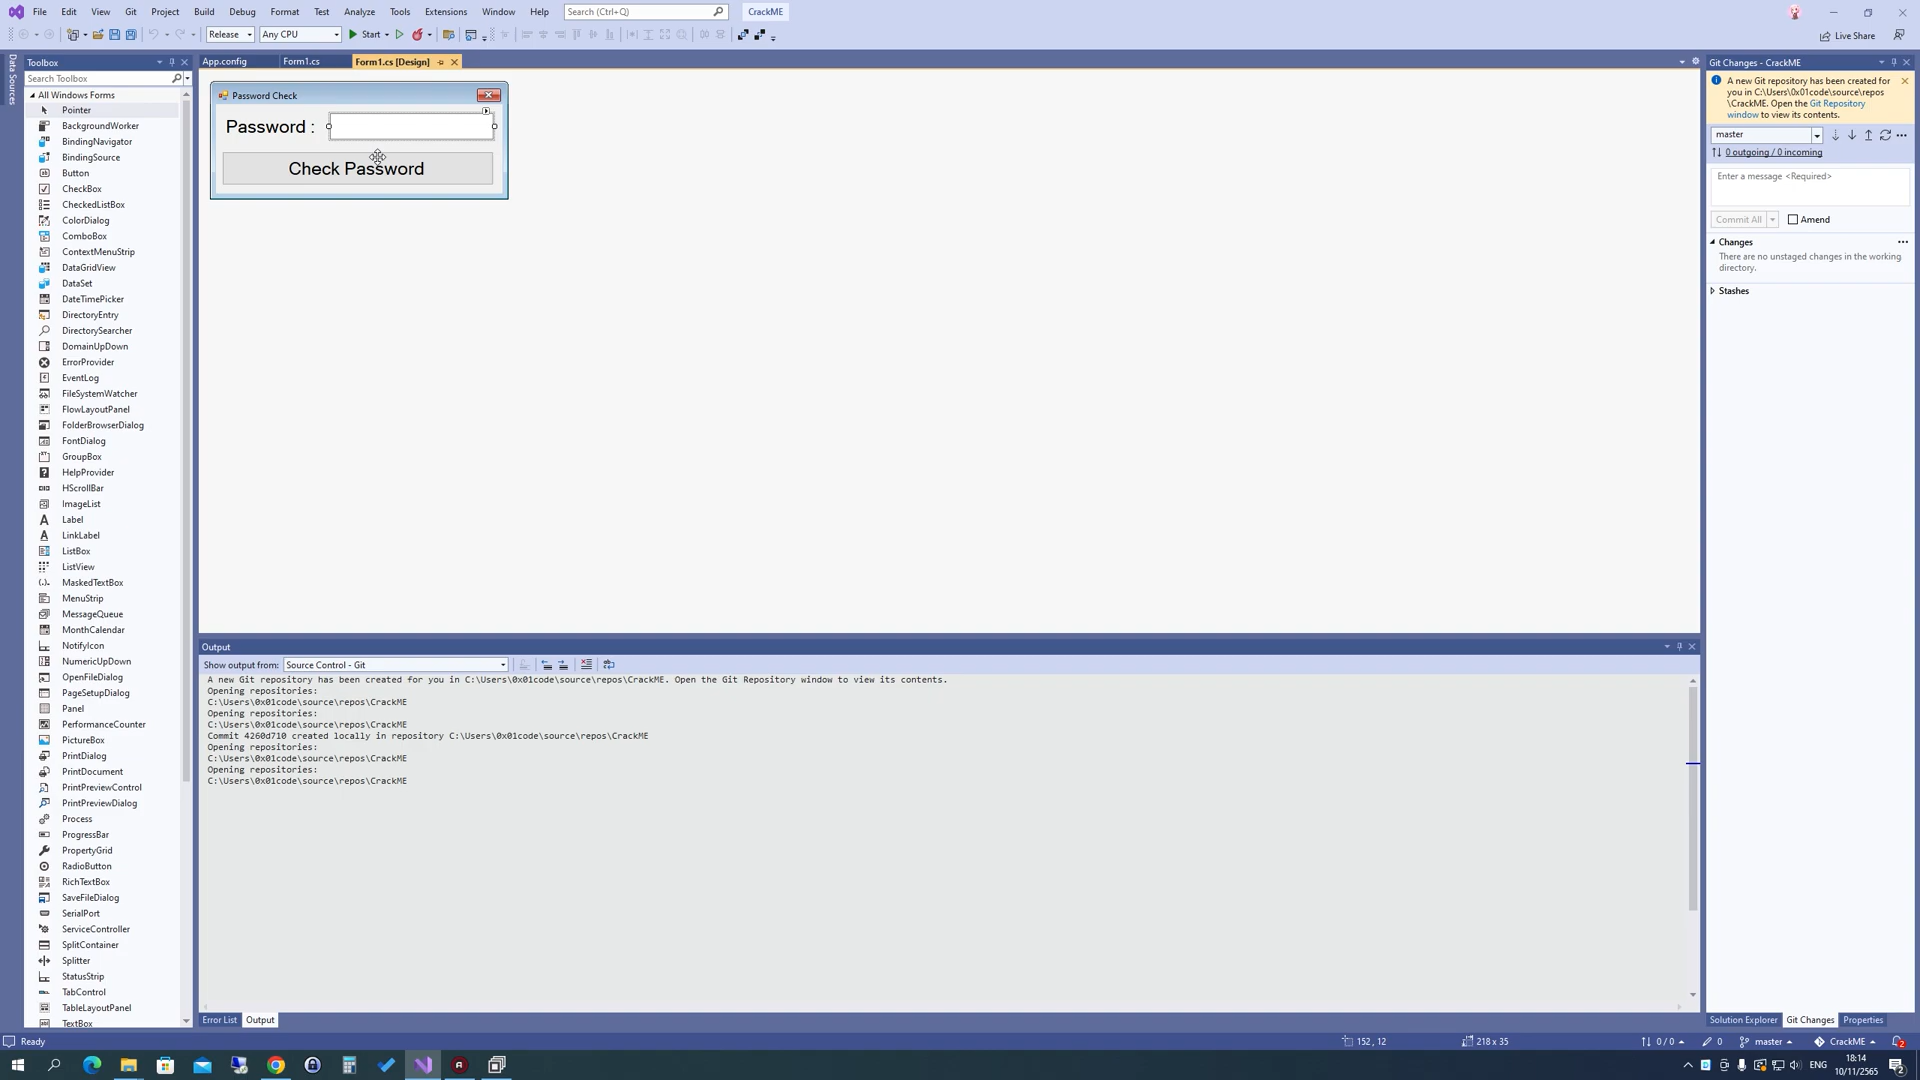 File Edit View Git Project Build Debug Format Test Analyze Tools Extensions Window Help Search (Ctrl+Q) CrackME
Release Any CPU Start Live Share
Data Sources
Toolbox
Search Toolbox
All Windows Forms
Pointer
BackgroundWorker
BindingNavigator
BindingSource
Button
CheckBox
CheckedListBox
ColorDialog
ComboBox
ContextMenuStrip
DataGridView
DataSet
DateTimePicker
DirectoryEntry
DirectorySearcher
DomainUpDown
ErrorProvider
EventLog
FileSystemWatcher
FlowLayoutPanel
FolderBrowserDialog
FontDialog
GroupBox
HelpProvider
HScrollBar
ImageList
Label
LinkLabel
ListBox
ListView
MaskedTextBox
MenuStrip
MessageQueue
MonthCalendar
NotifyIcon
NumericUpDown
OpenFileDialog
PageSetupDialog
Panel
PerformanceCounter
PictureBox
PrintDialog
PrintDocument
PrintPreviewControl
PrintPreviewDialog
Process
ProgressBar
PropertyGrid
RadioButton
RichTextBox
SaveFileDialog
SerialPort
ServiceController
SplitContainer
Splitter
StatusStrip
TabControl
TableLayoutPanel
TextBox
App.config Form1.cs Form1.cs [Design]
Password Check
Password :
Check Password
Output
Show output from: Source Control - Git
A new Git repository has been created for you in C:\Users\0x01code\source\repos\CrackME. Open the Git Repository window to view its contents.
Opening repositories:
C:\Users\0x01code\source\repos\CrackME
Opening repositories:
C:\Users\0x01code\source\repos\CrackME
Commit 4260d710 created locally in repository C:\Users\0x01code\source\repos\CrackME
Opening repositories:
C:\Users\0x01code\source\repos\CrackME
Opening repositories:
C:\Users\0x01code\source\repos\CrackME
Error List Output
Git Changes - CrackME
A new Git repository has been created for
you in C:\Users\0x01code\source\repos
\CrackME. Open the Git Repository
window to view its contents.
master
0 outgoing / 0 incoming
Enter a message <Required>
Commit All Amend
Changes
There are no unstaged changes in the working
directory.
Stashes
Solution Explorer Git Changes Properties
Ready 152 , 12 218 x 35 0 / 0 0 master CrackME 2
ENG 18:14
10/11/2565 2